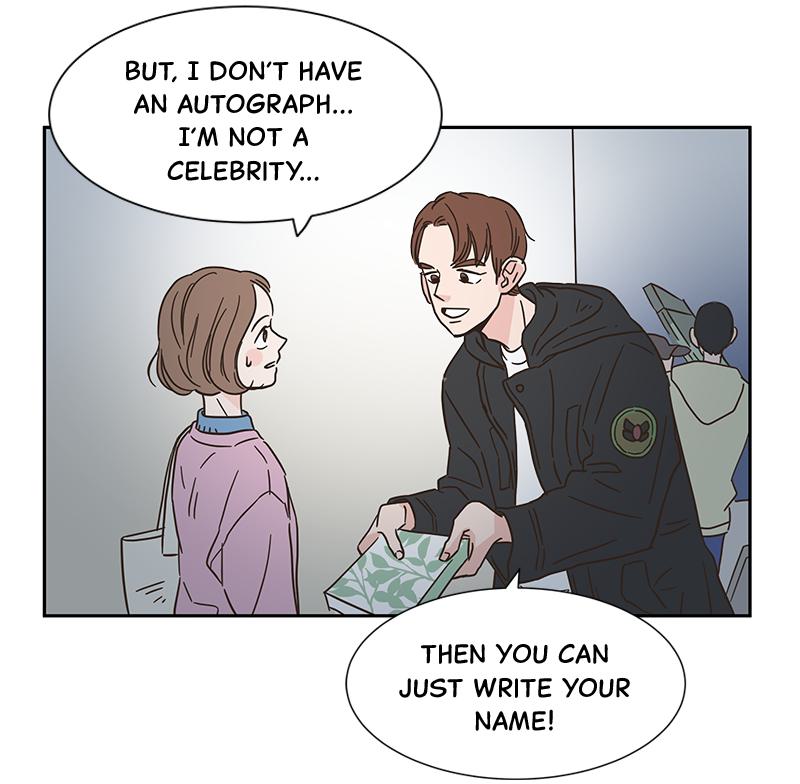 BUT, I DON'T HAVE
AN AUTOGRAPH...
I'M NOT A
CELEBRITY...
THEN YOU CAN
JUST WRITE YOUR
NAME!